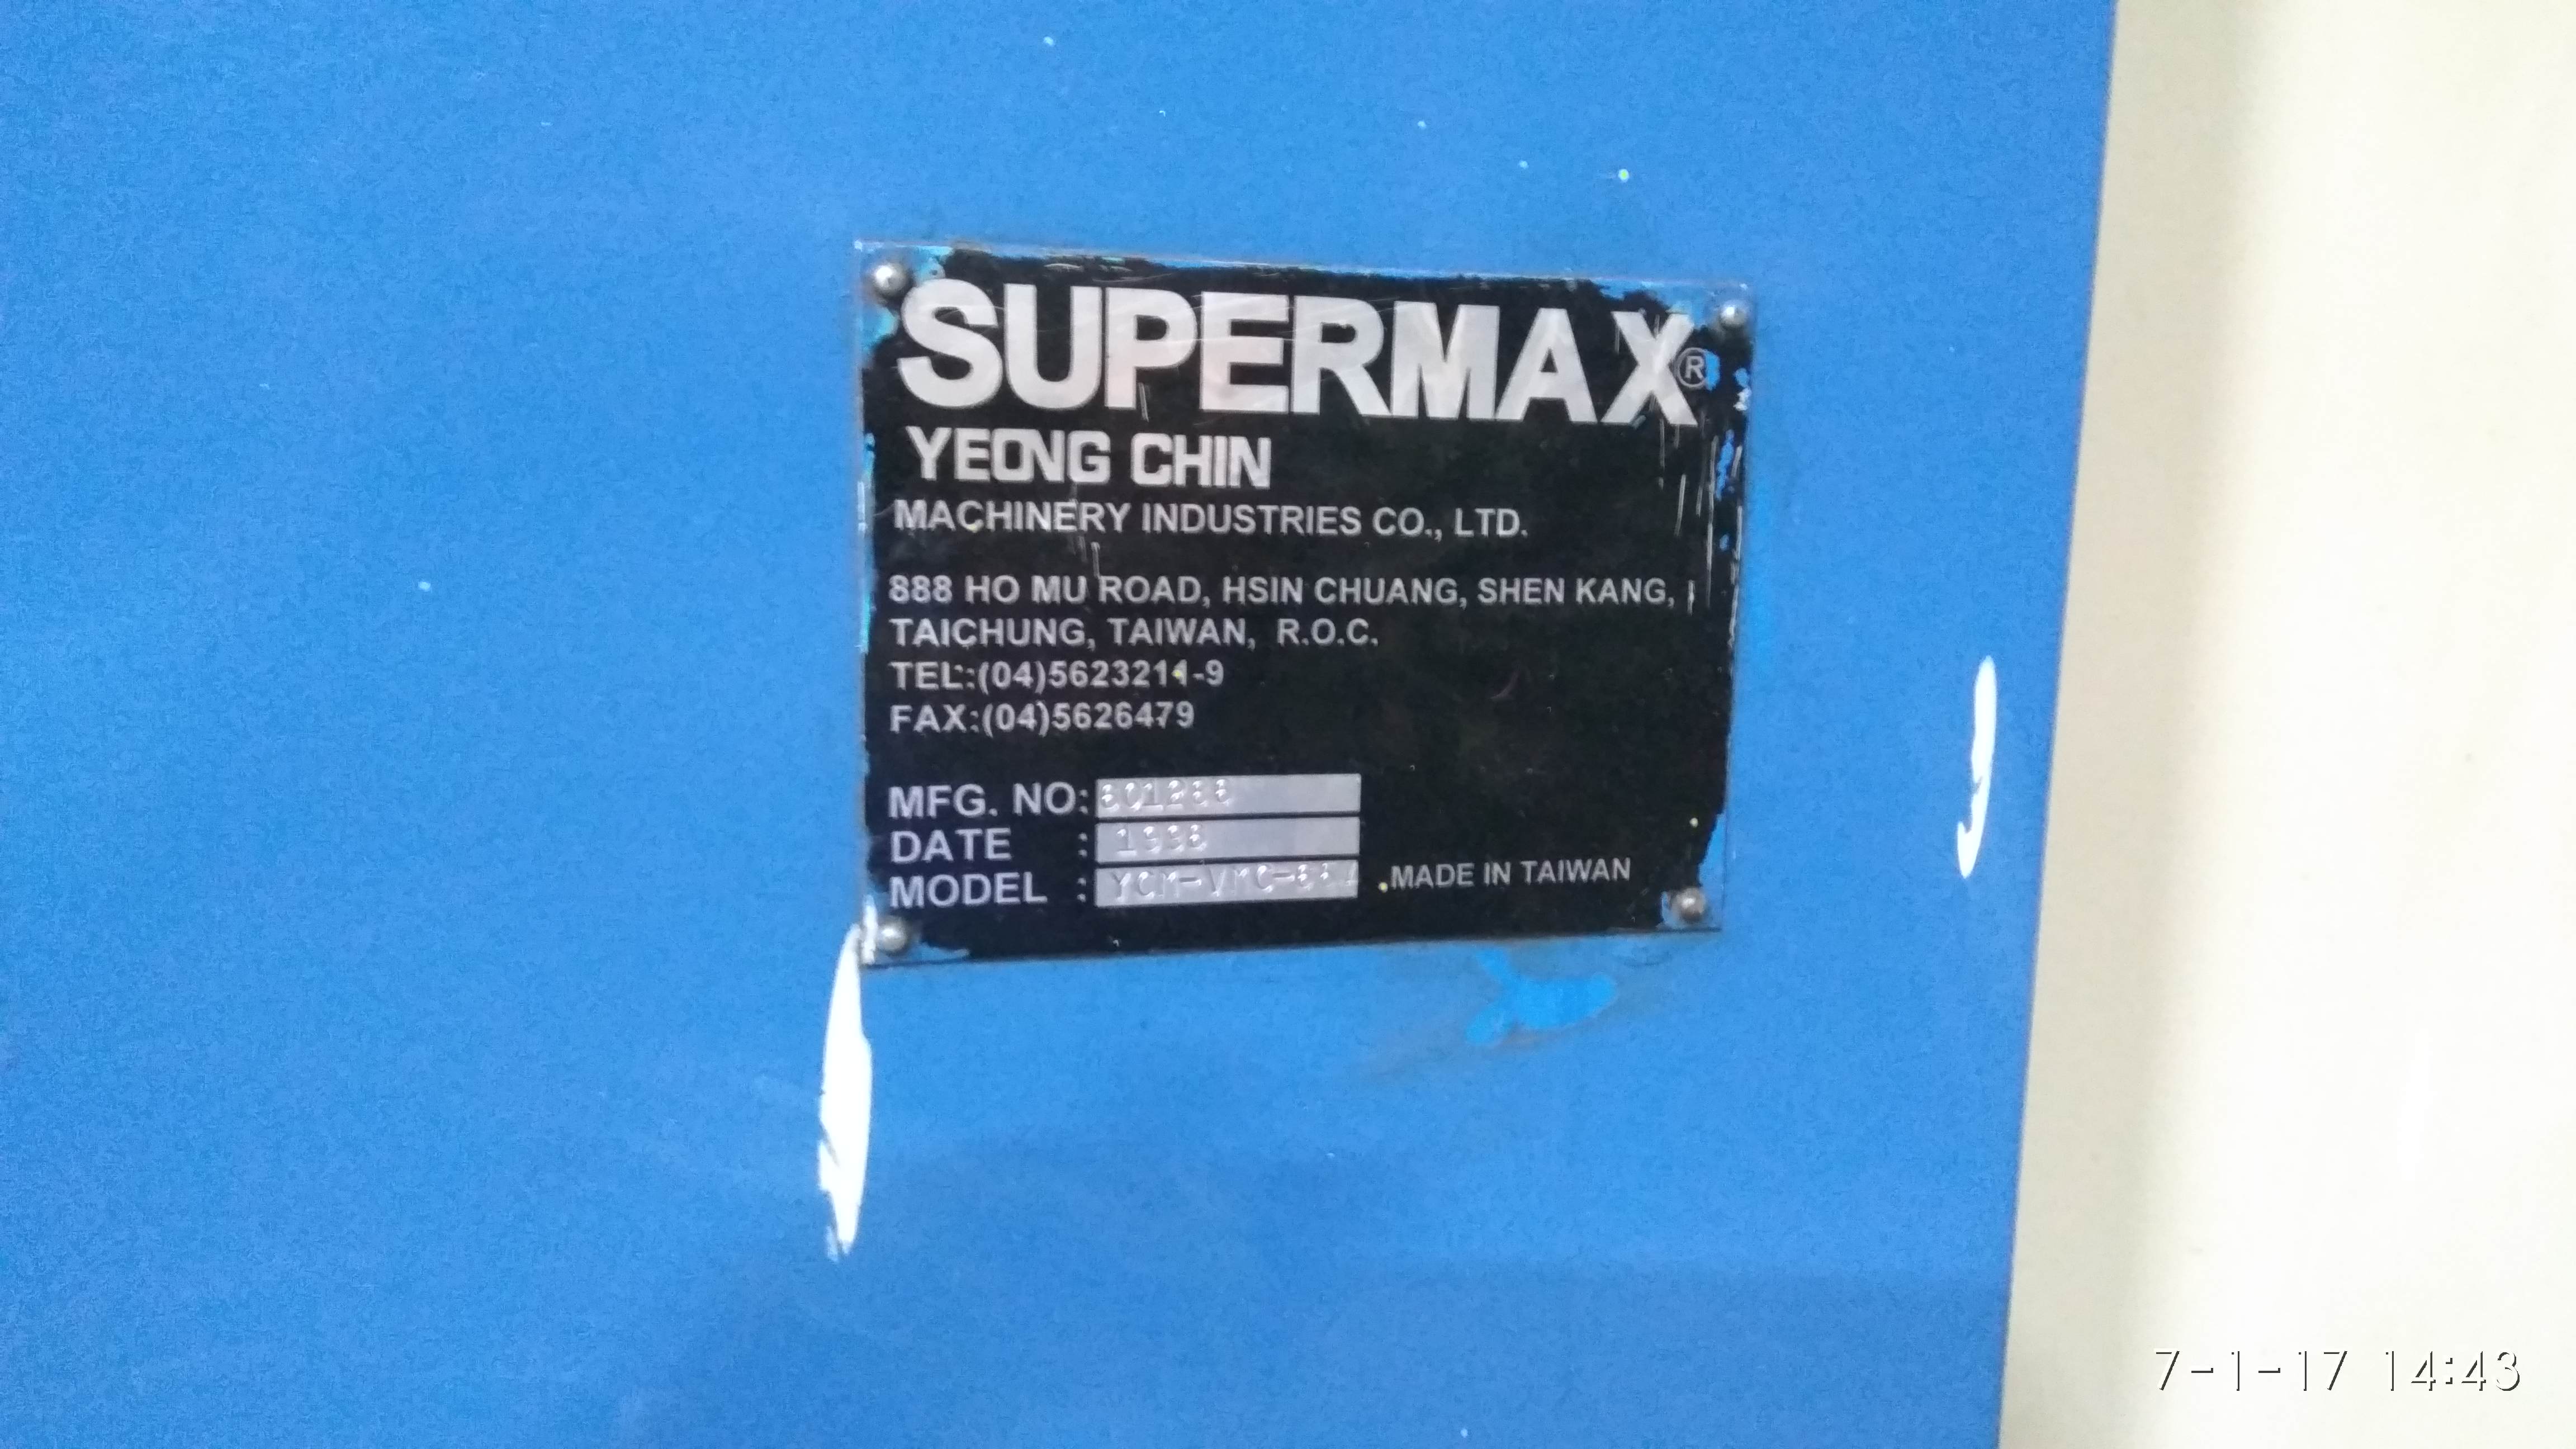 SUPERMAX®
YEONG CHIN
MACHINERY INDUSTRIES CO., LTD.
888 HO MU ROAD, HSIN CHUANG, SHEN KANG,
TAICHUNG, TAIWAN, R.O.C.
TEL:(04)5623211-9
FAX:(04)5626479
MFG. NO:
DATE :
MODEL : MADE IN TAIWAN
7-1-17 14:43